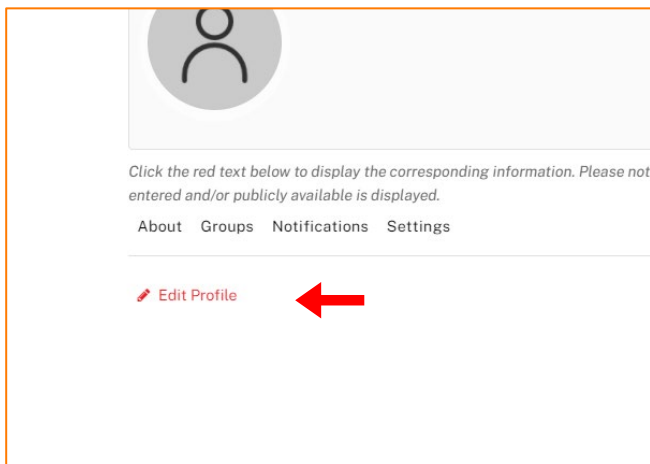 Click the red text below to display the corresponding information. Please not
entered and/or publicly available is displayed.
About Groups Notifications Settings
Edit Profile